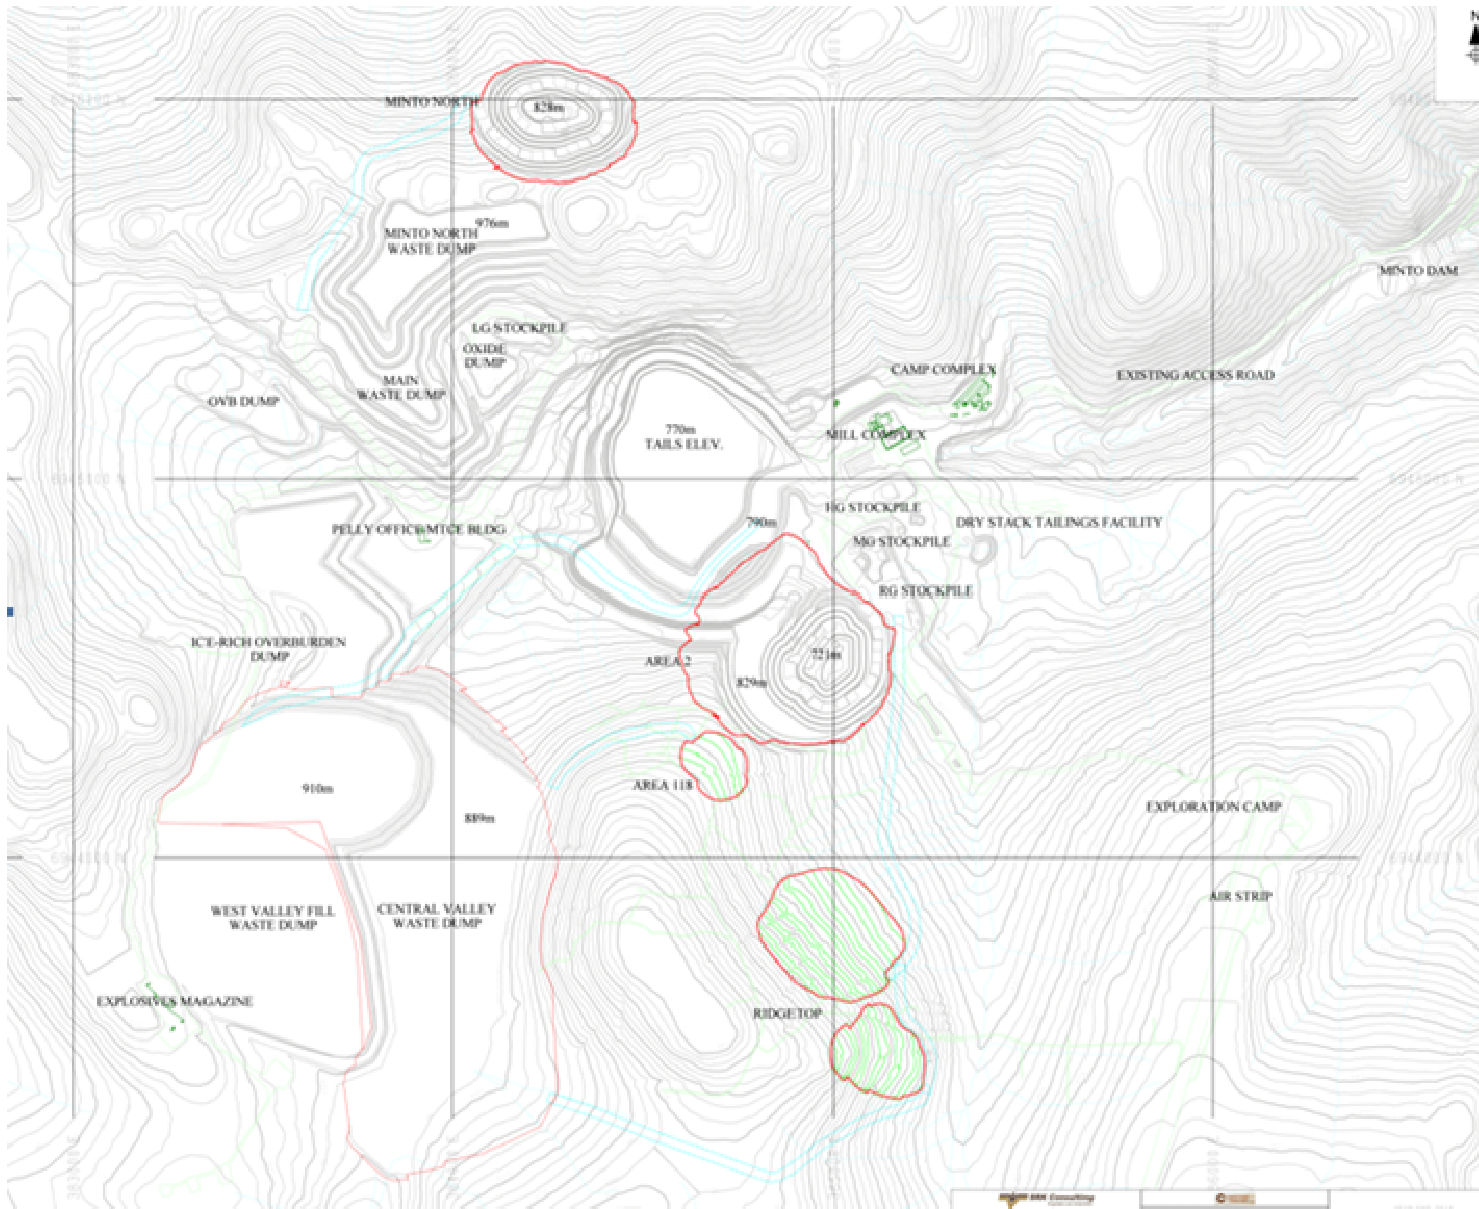 N
MINTO NORTH
828m
976m
MINTO NORTH
WASTE DUMP
MINTO DAM
LG STOCKPILE
OXIDE
DUMP
MAIN
WASTE DUMP
OVB DUMP
CAMP COMPLEX
EXISTING ACCESS ROAD
770m
TAILS ELEV.
MILL COMPLEX
HG STOCKPILE
790m
DRY STACK TAILINGS FACILITY
PELLY OFFICE/MTCE BLDG
MG STOCKPILE
RG STOCKPILE
ICE-RICH OVERBURDEN
DUMP
AREA 2
721m
829m
AREA 118
910m
889m
EXPLORATION CAMP
6944000 N
AIR STRIP
WEST VALLEY FILL
WASTE DUMP
CENTRAL VALLEY
WASTE DUMP
EXPLOSIVES MAGAZINE
RIDGETOP
SRK Consulting